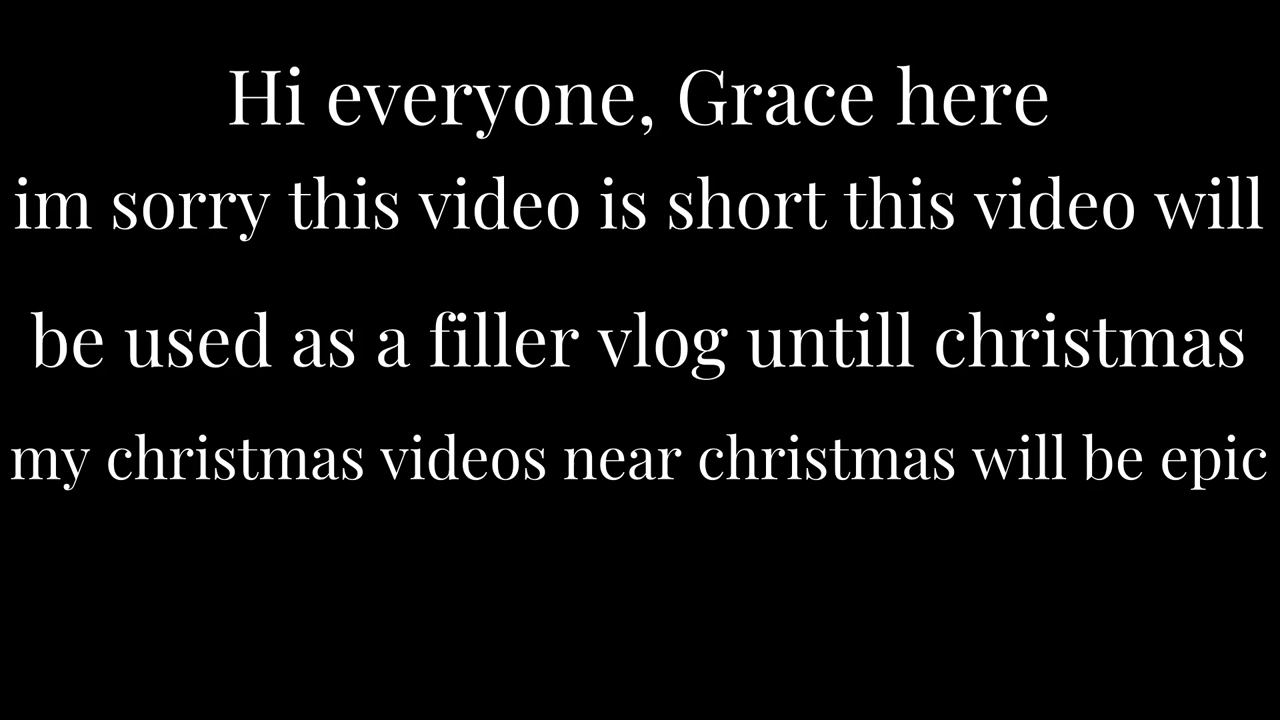 Hi everyone, Grace here
im sorry this video is short this video will
be used as a filler vlog untill christmas
my christmas videos near christmas will be epic